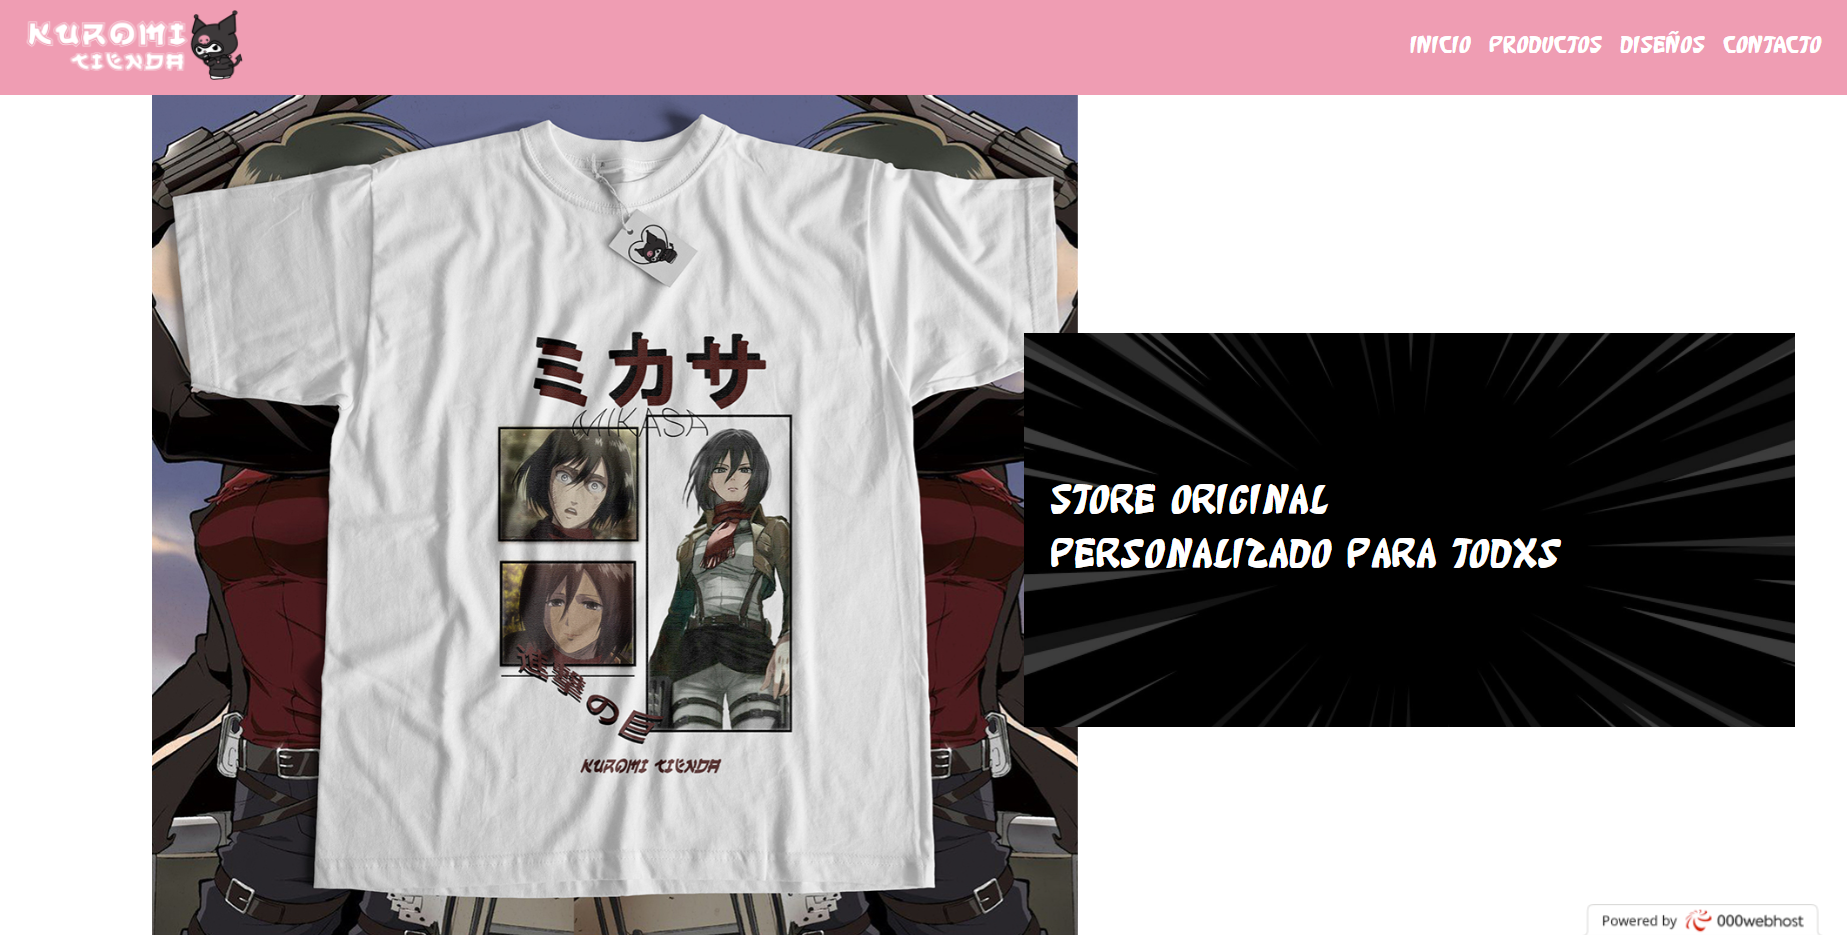 KUROMI
TIENDA
INICIO PRODUCTOS DISEÑOS CONTACTO
ミカサ
MIKASA
進撃の巨
KUROMI TIENDA
STORE ORIGINAL
PERSONALIZADO PARA TODXS
Powered by 000webhost